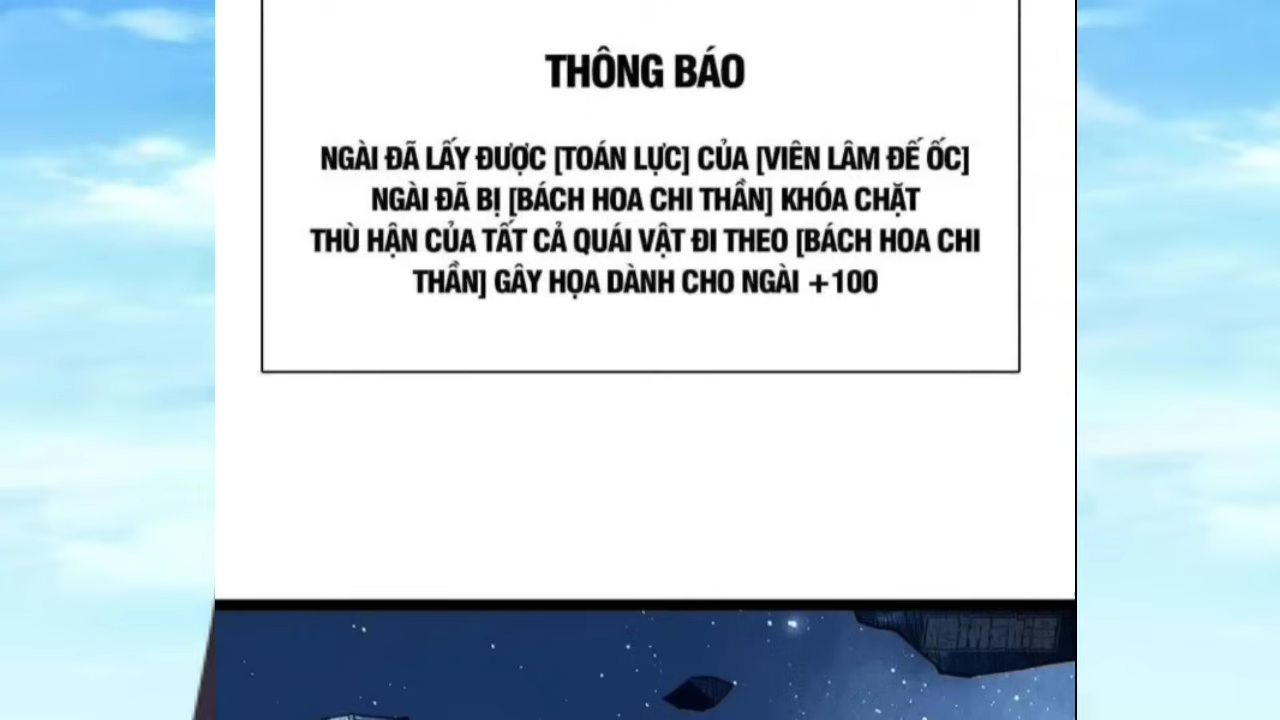 THÔNG BÁO
NGÀI ĐÃ LẤY ĐƯỢC [TOÁN LỰC] CỦA [VIÊN LÂM ĐẾ ỐC]
NGÀI ĐÃ BỊ [BÁCH HOA CHI THẦN] KHÓA CHẶT
THÙ HẬN CỦA TẤT CẢ QUÁI VẬT ĐI THEO [BÁCH HOA CHI
THẦN] GÂY HỌA DÀNH CHO NGÀI +100